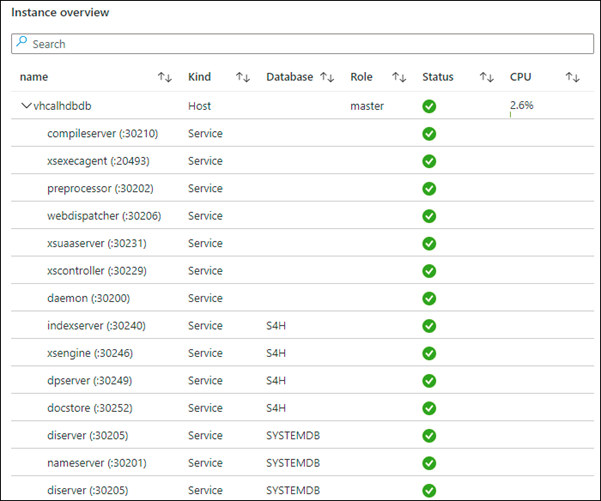 Instance overview
Search
name Kind Database Role Status CPU
vhcalhdbdb Host master 2.6%
compileserver (:30210) Service
xsexecagent (:20493) Service
preprocessor (:30202) Service
webdispatcher (:30206) Service
xsuaaserver (:30231) Service
xscontroller (:30229) Service
daemon (:30200) Service
indexserver (:30240) Service S4H
xsengine (:30246) Service S4H
dpserver (:30249) Service S4H
docstore (:30252) Service S4H
diserver (:30205) Service SYSTEMDB
nameserver (:30201) Service SYSTEMDB
diserver (:30205) Service SYSTEMDB